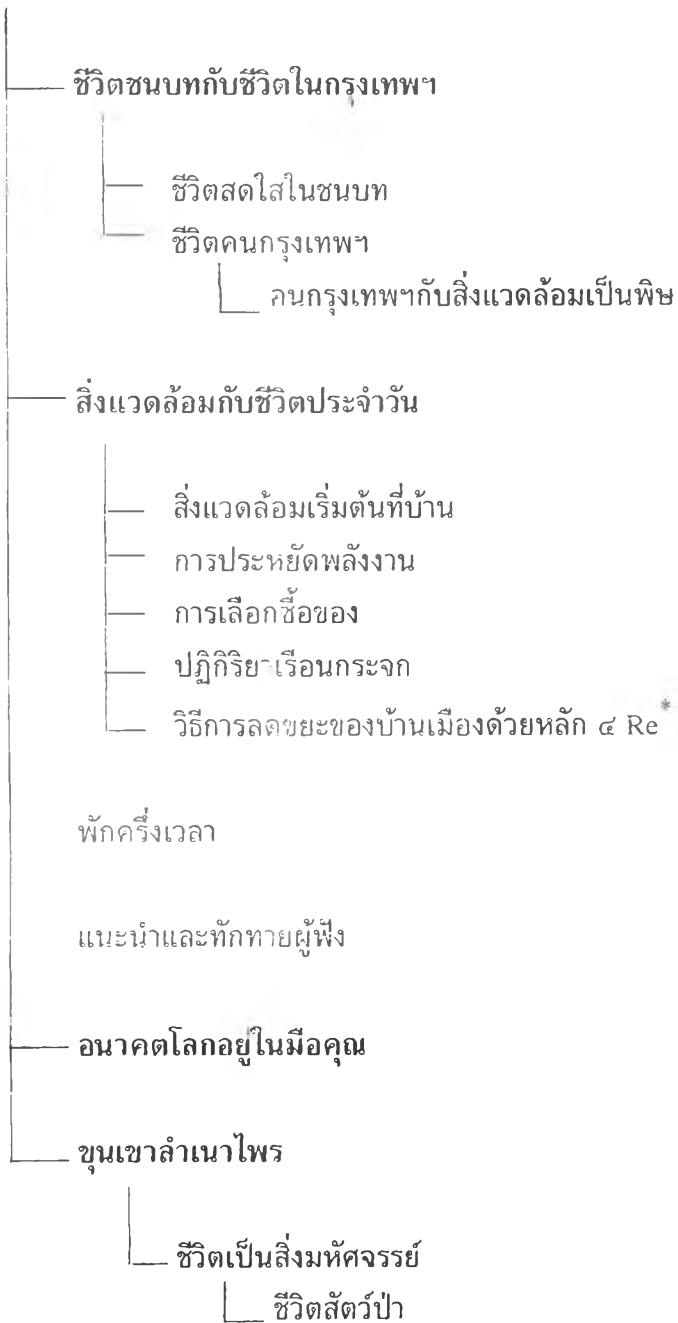 ชีวิตชนบทกับชีวิตในกรุงเทพฯ
ชีวิตสดใสในชนบท
ชีวิตคนกรุงเทพฯ
คนกรุงเทพฯกับสิ่งแวดล้อมเป็นพิษ
สิ่งแวดล้อมกับชีวิตประจำวัน
สิ่งแวดล้อมเริ่มต้นที่บ้าน
การประหยัดพลังงาน
การเลือกซื้อของ
ปฏิกิริยาเรือนกระจก
วิธีการลดขยะของบ้านเมืองด้วยหลัก ๔ Re*
พักครึ่งเวลา
แนะนำและทักทายผู้ฟัง
อนาคตโลกอยู่ในมือคุณ
ขุนเขาลำเนาไพร
ชีวิตเป็นสิ่งมหัศจรรย์
ชีวิตสัตว์ป่า